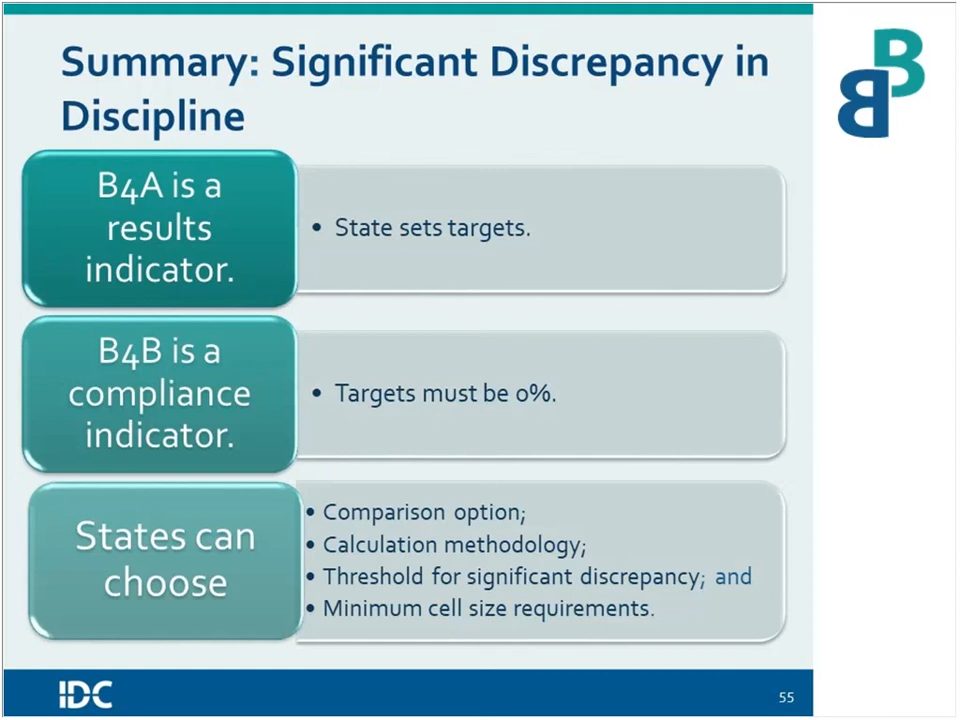 Summary: Significant Discrepancy in
Discipline
B4A is a
results
indicator.
• State sets targets.
B4B is a
compliance
indicator.
• Targets must be 0%.
States can
choose
• Comparison option;
• Calculation methodology;
• Threshold for significant discrepancy; and
• Minimum cell size requirements.
IDC
55
B
B